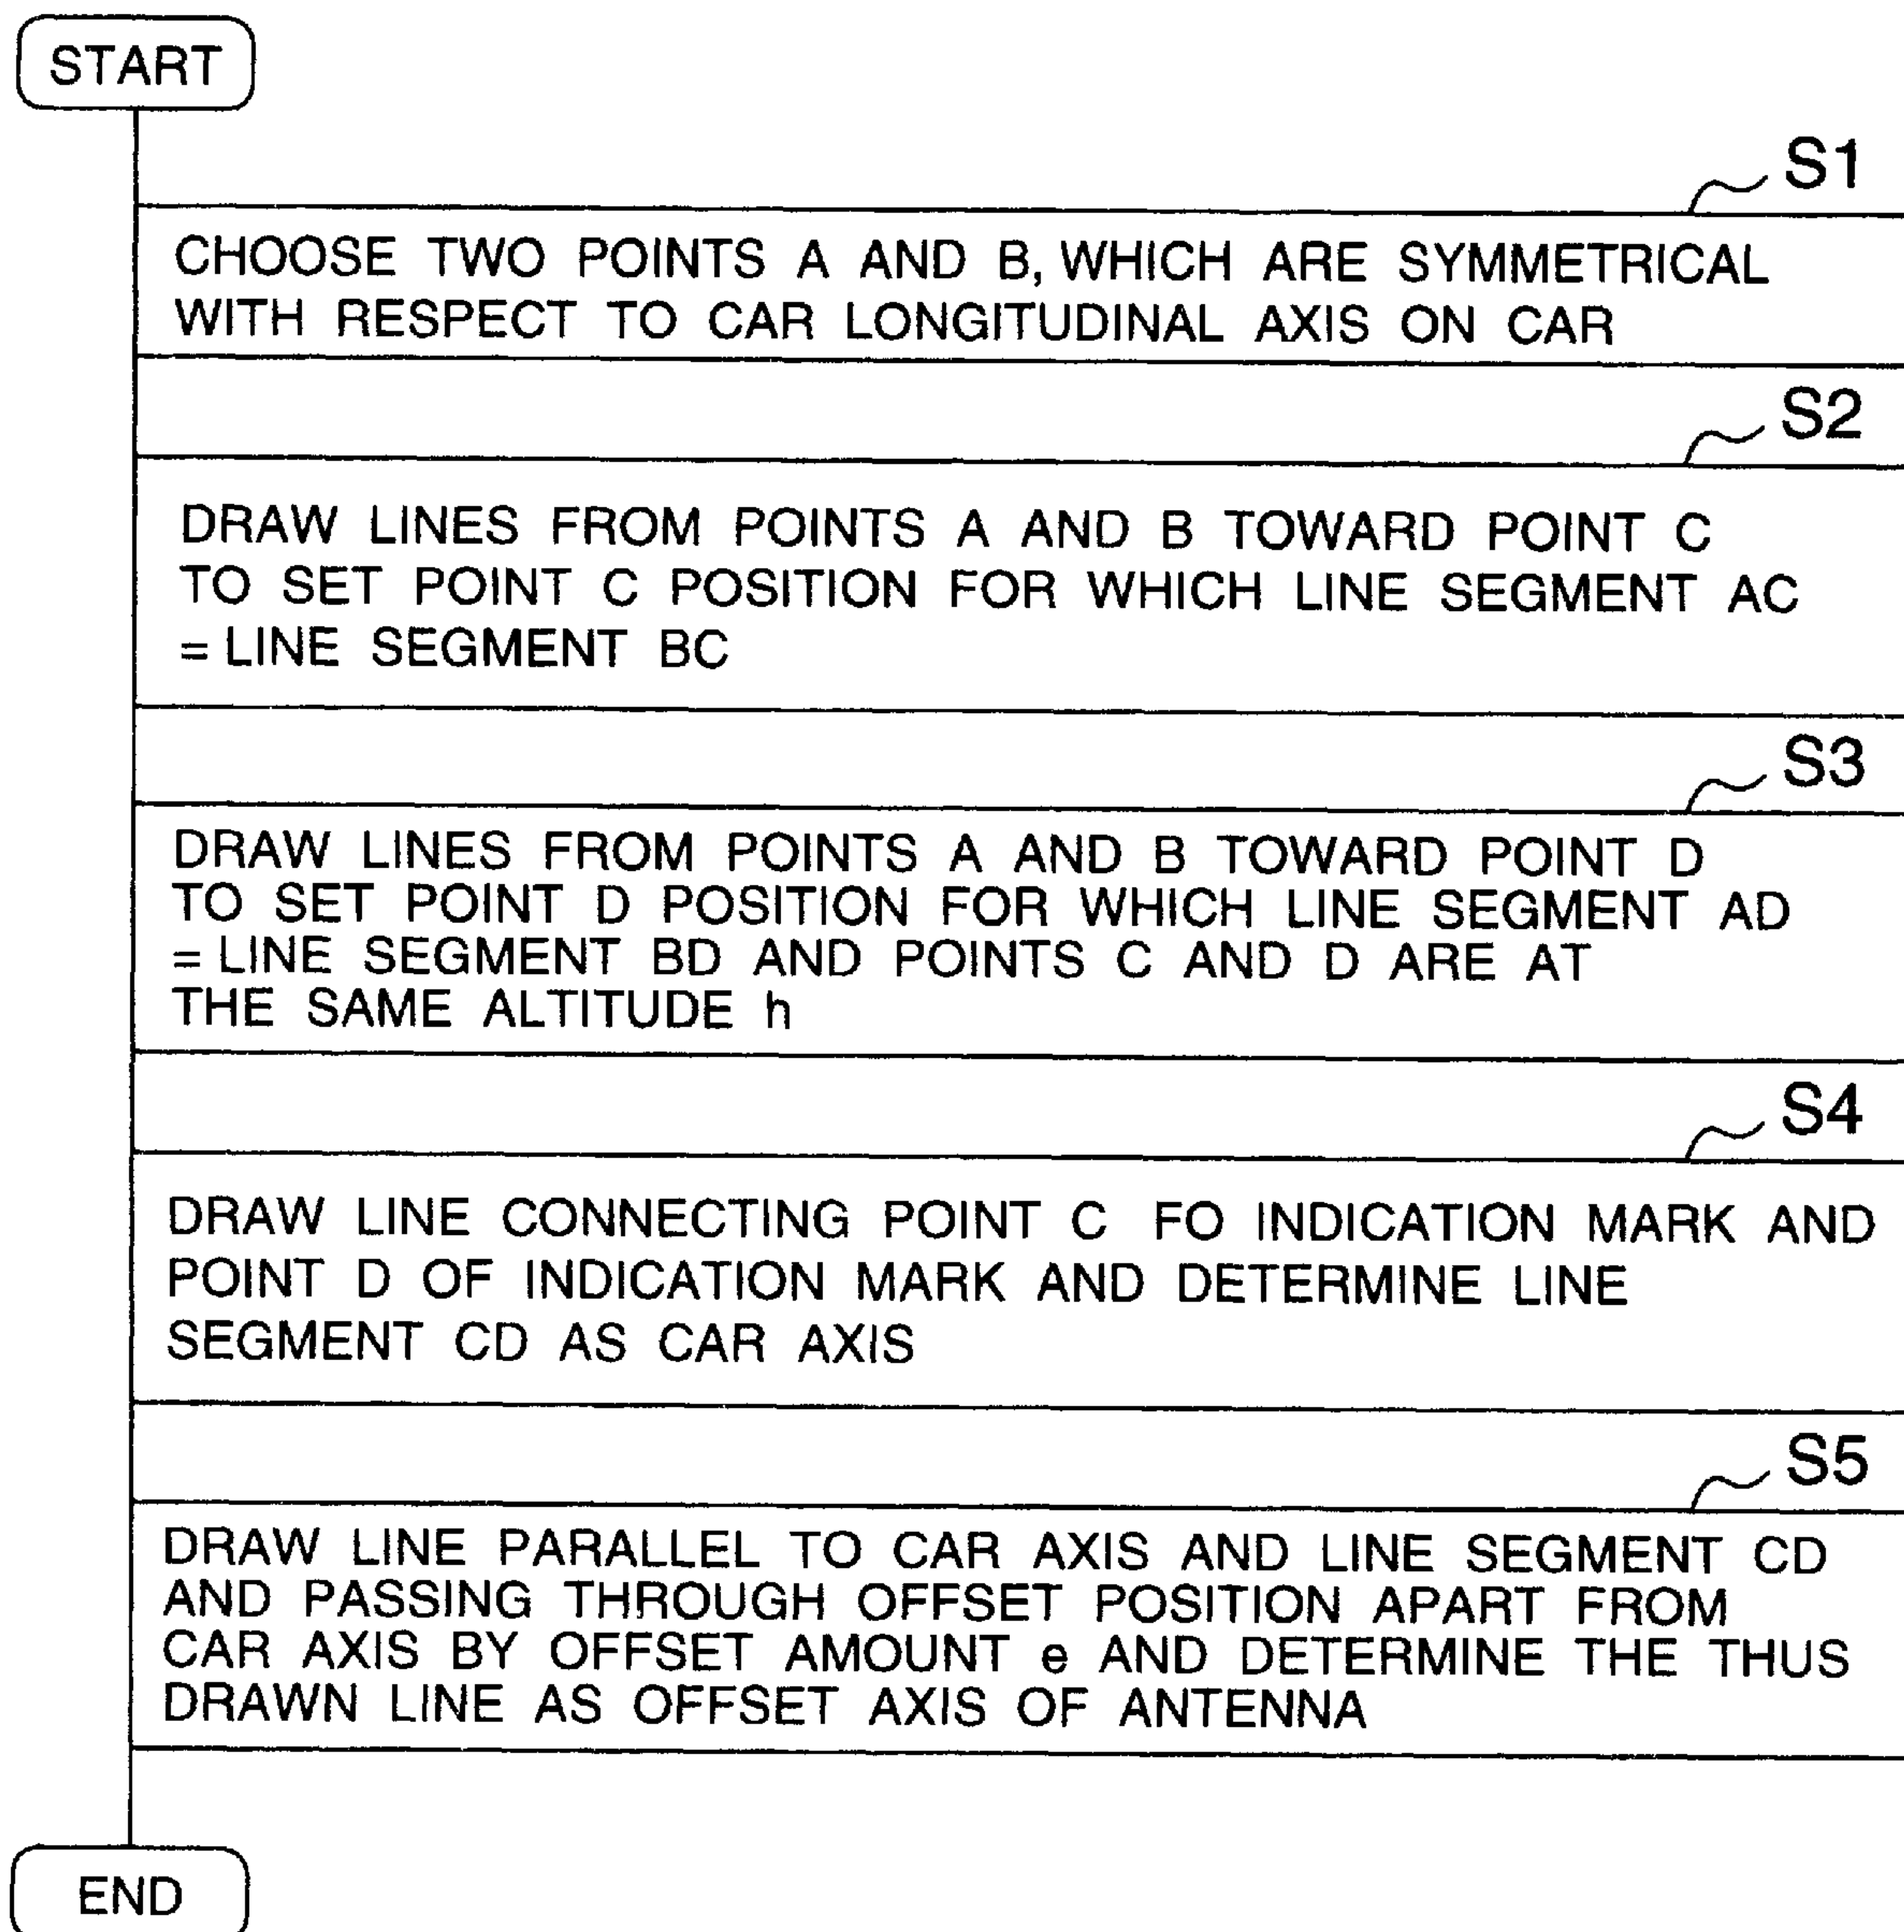 START
S1
CHOOSE TWO POINTS A AND B, WHICH ARE SYMMETRICAL
WITH RESPECT TO CAR LONGITUDINAL AXIS ON CAR
S2
DRAW LINES FROM POINTS A AND B TOWARD POINT C
TO SET POINT C POSITION FOR WHICH LINE SEGMENT AC
= LINE SEGMENT BC
S3
DRAW LINES FROM POINTS A AND B TOWARD POINT D
TO SET POINT D POSITION FOR WHICH LINE SEGMENT AD
= LINE SEGMENT BD AND POINTS C AND D ARE AT
THE SAME ALTITUDE h
S4
DRAW LINE CONNECTING POINT C FO INDICATION MARK AND
POINT D OF INDICATION MARK AND DETERMINE LINE
SEGMENT CD AS CAR AXIS
S5
DRAW LINE PARALLEL TO CAR AXIS AND LINE SEGMENT CD
AND PASSING THROUGH OFFSET POSITION APART FROM
CAR AXIS BY OFFSET AMOUNT e AND DETERMINE THE THUS
DRAWN LINE AS OFFSET AXIS OF ANTENNA
END